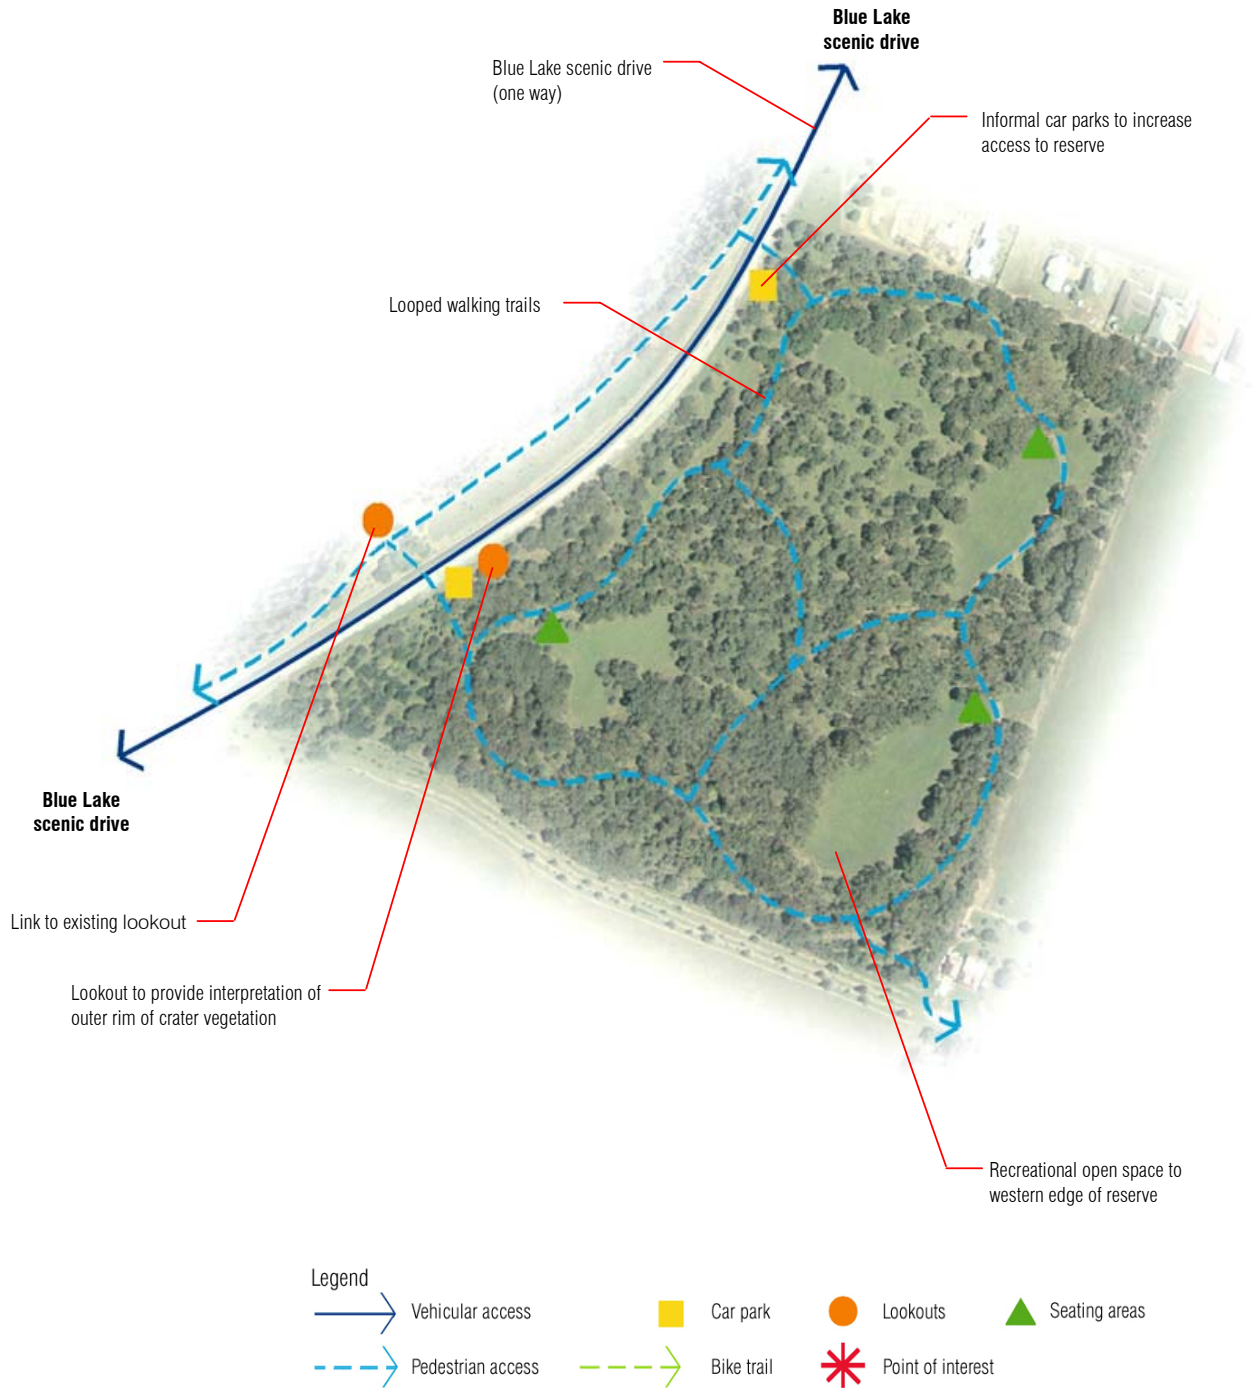 Blue Lake
scenic drive
Blue Lake scenic drive
(one way)
Informal car parks to increase
access to reserve
Looped walking trails
Blue Lake
scenic drive
Link to existing lookout
Lookout to provide interpretation of
outer rim of crater vegetation
Recreational open space to
western edge of reserve
Legend
Vehicular access
Car park
Lookouts
Seating areas
Pedestrian access
Bike trail
Point of interest